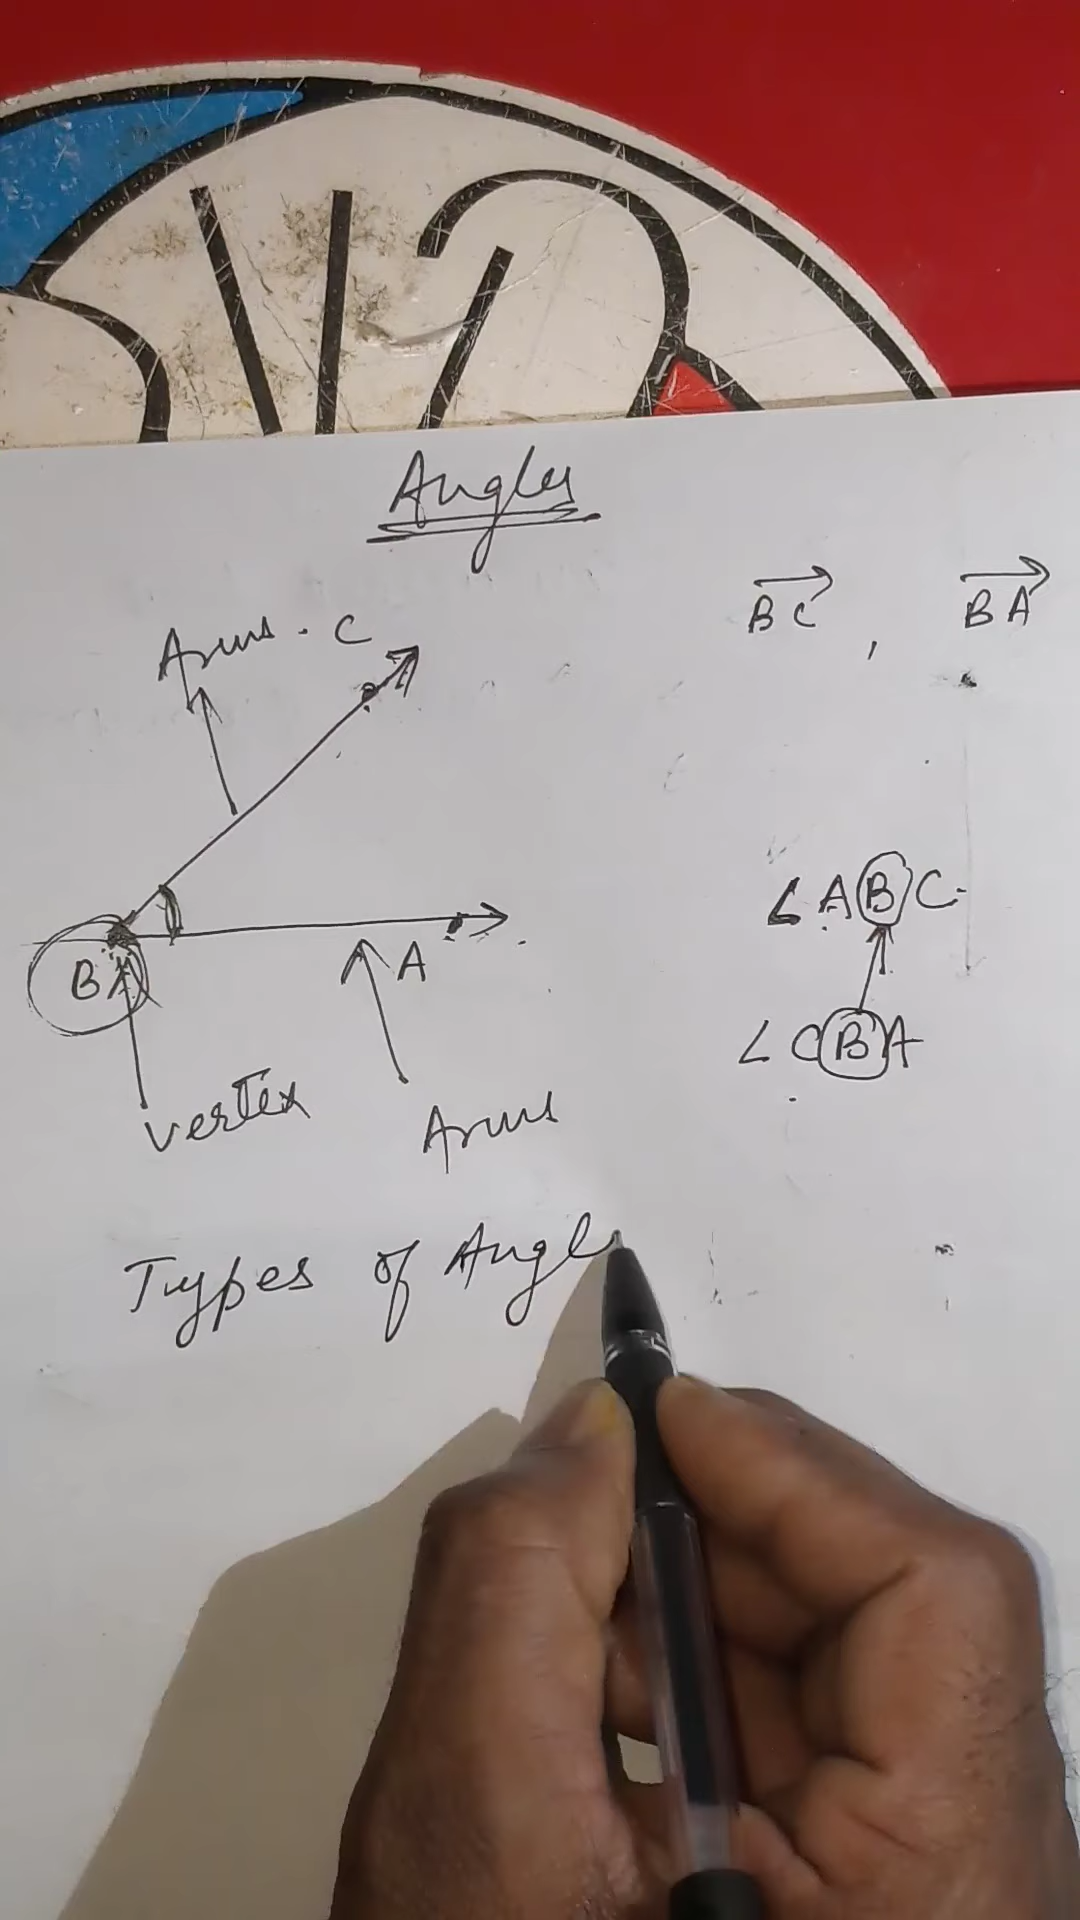 Angles
BC , BA
Arms . C
∠ABC
B A
∠CBA
vertex
Arms
Types of Angle